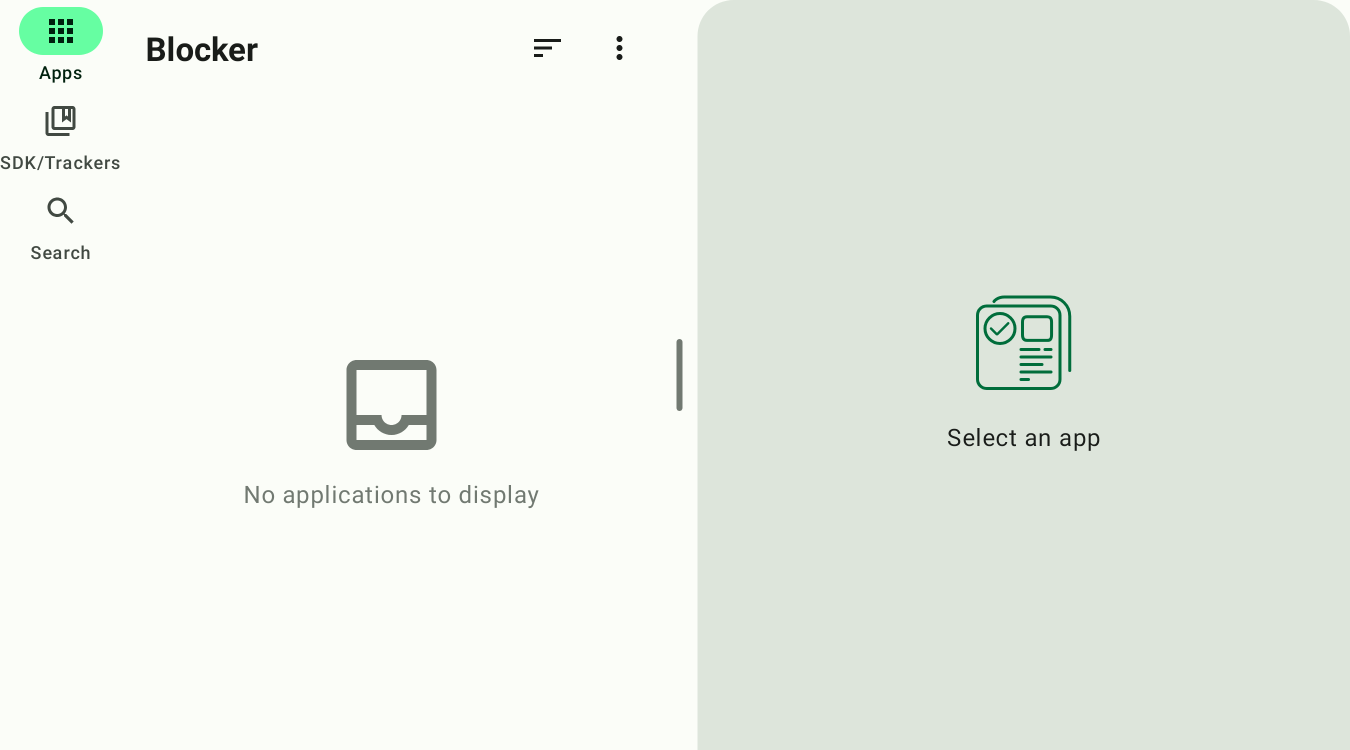 Apps
SDK/Trackers
Search
Blocker
No applications to display
Select an app